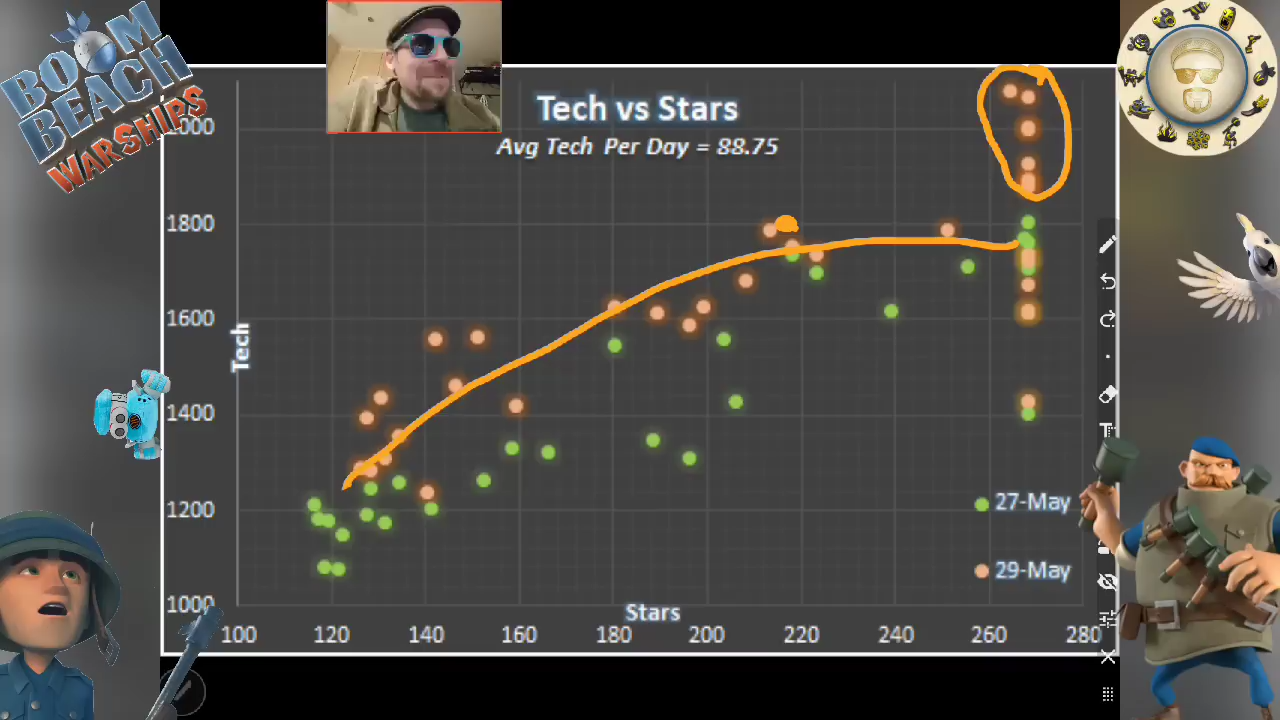 BOOM
BEACH
WARSHIPS
Tech vs Stars
Avg Tech Per Day = 88.75
1800
1600
1400
1200
1000
Tech
27-May
29-May
Stars
100 120 140 160 180 200 220 240 260 280